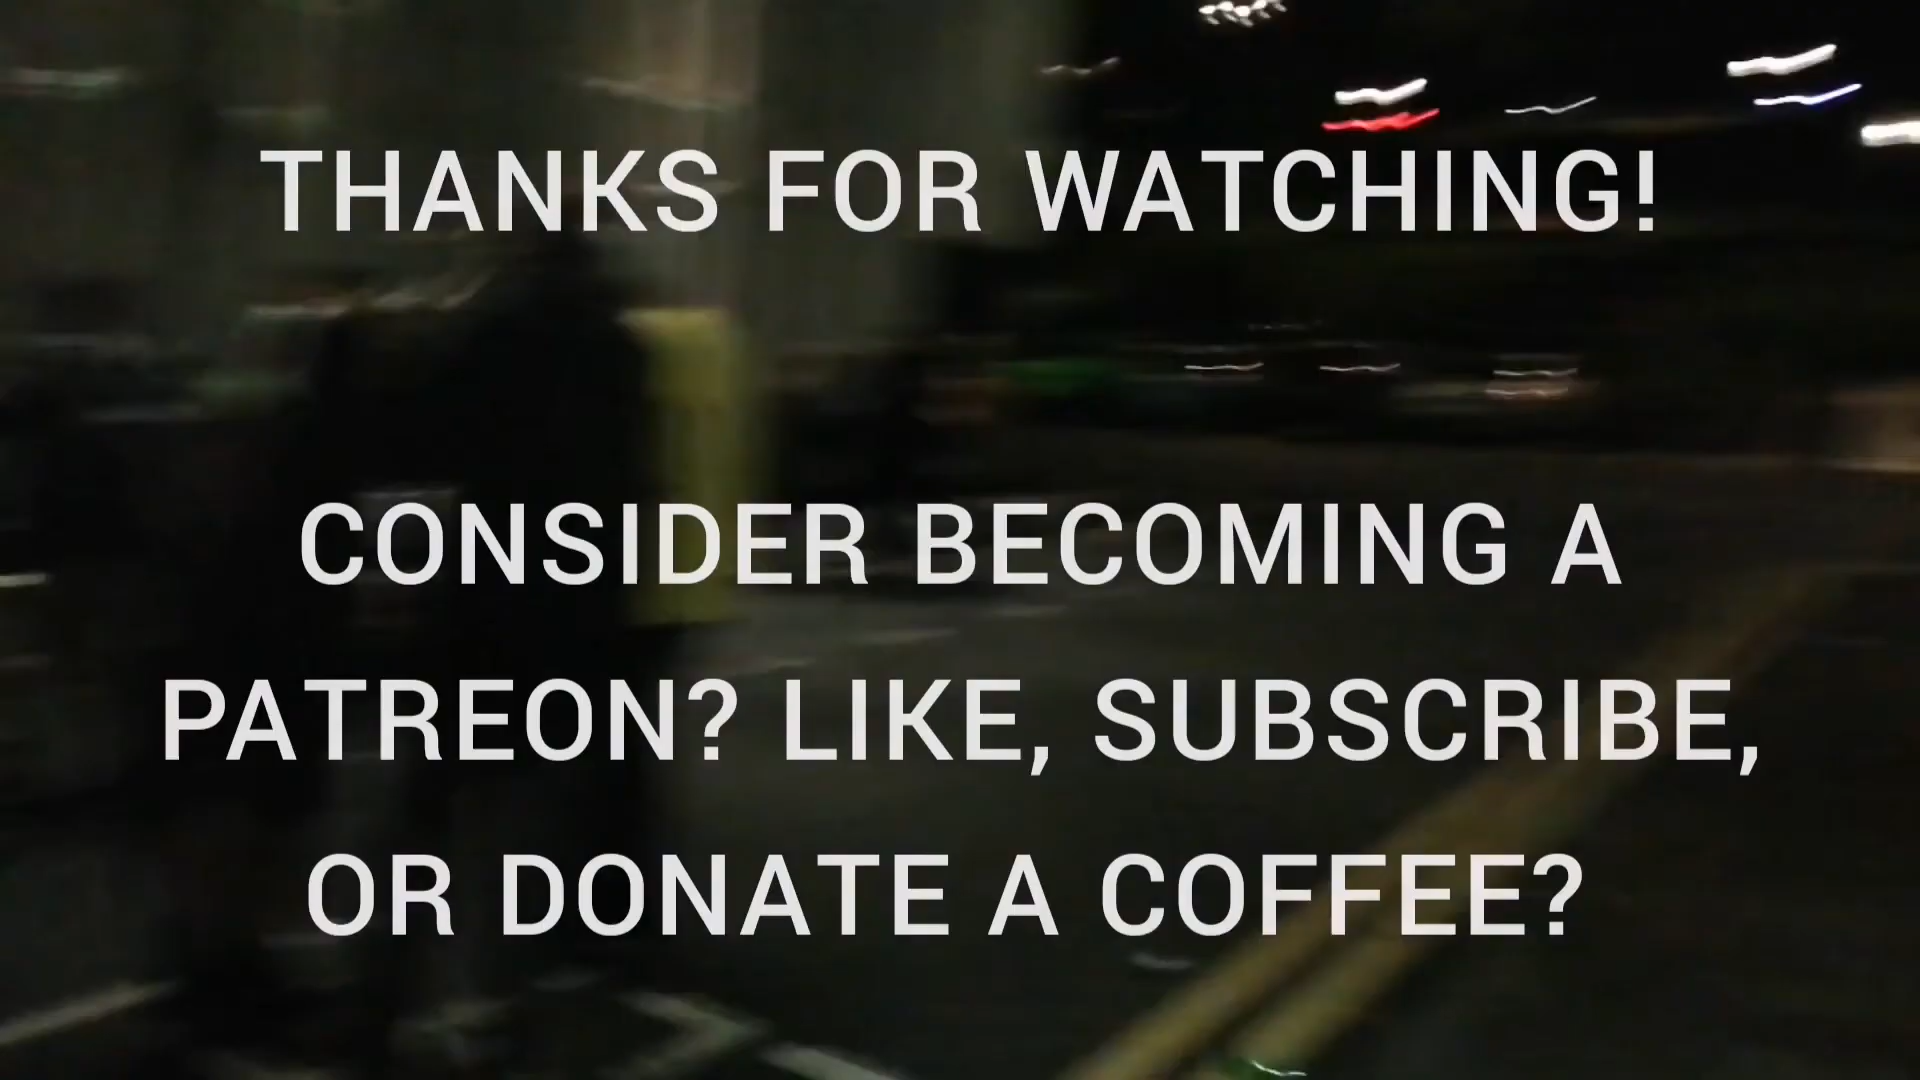 THANKS FOR WATCHING!
CONSIDER BECOMING A
PATREON? LIKE, SUBSCRIBE,
OR DONATE A COFFEE?